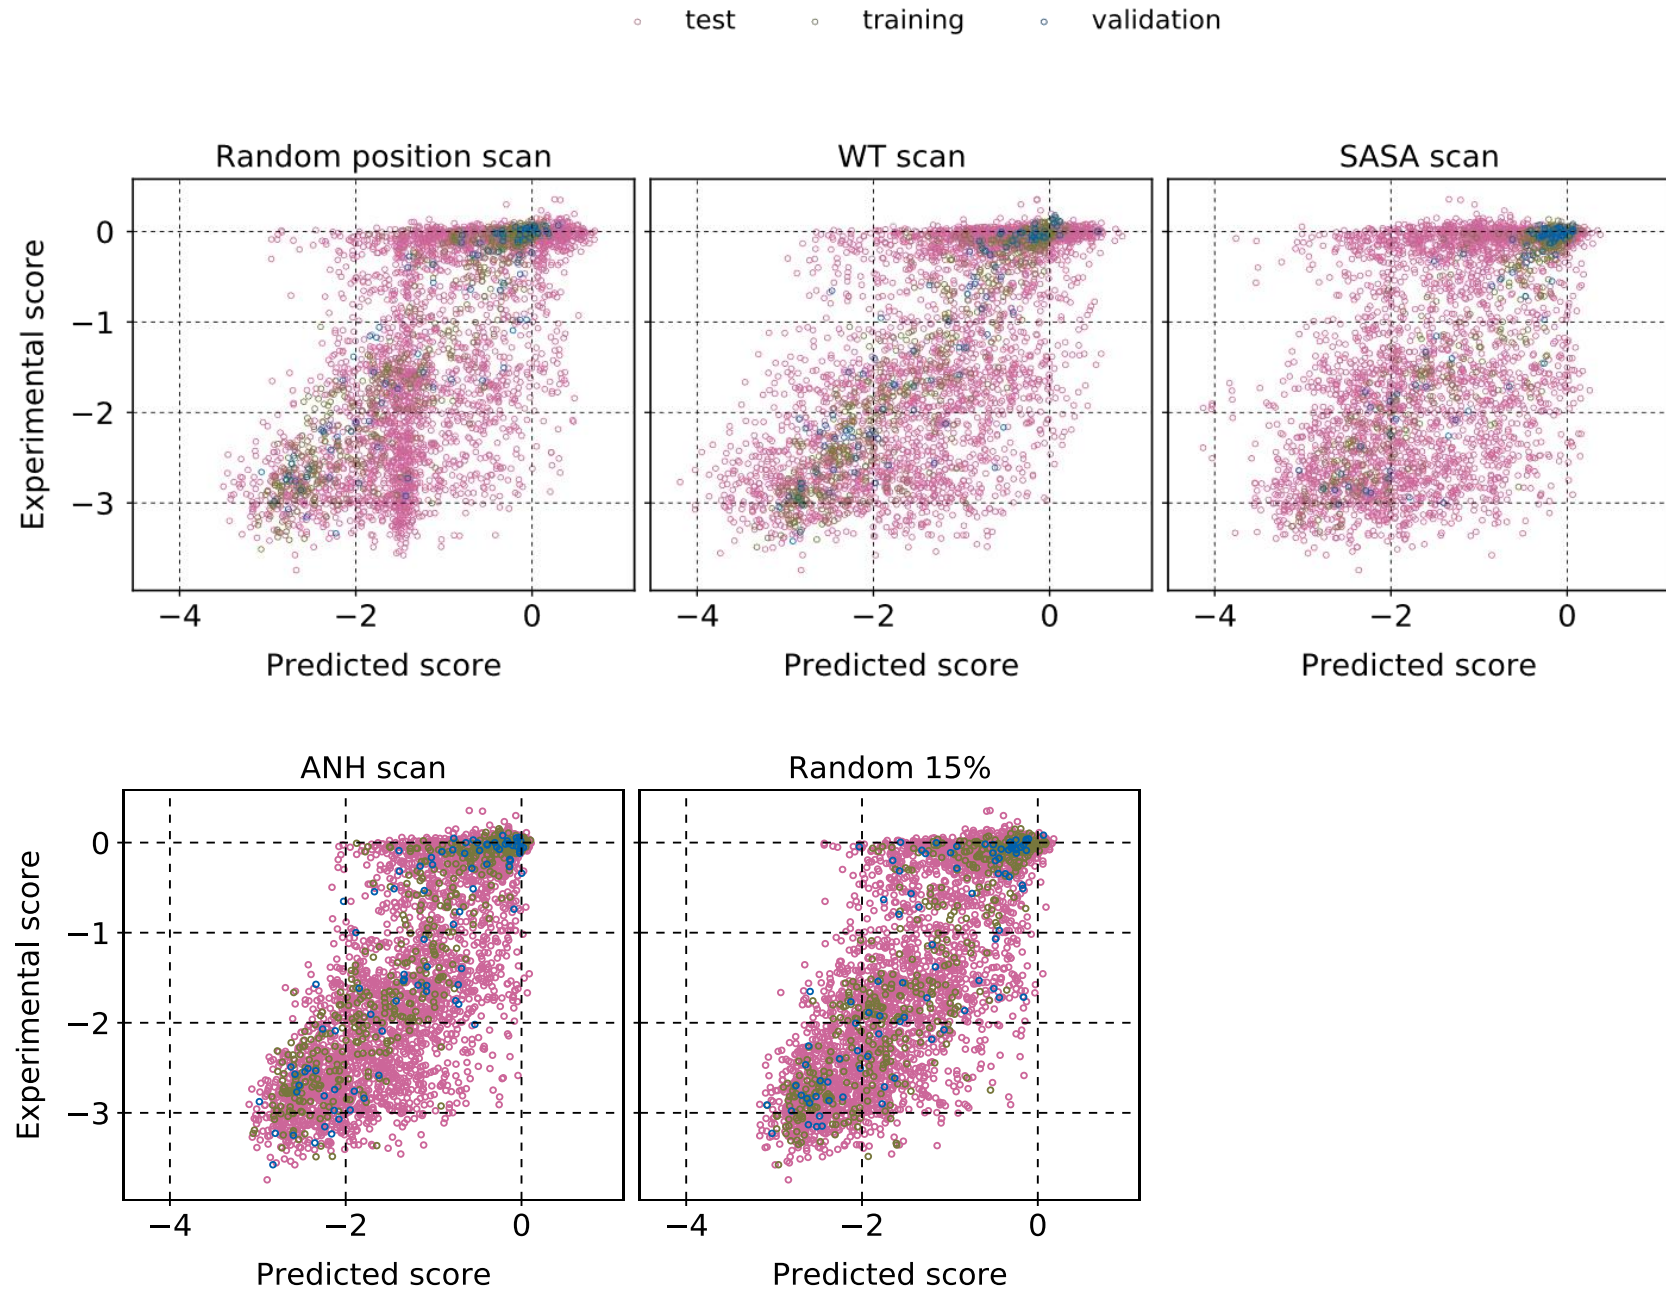 test training validation
Random position scan WT scan SASA scan
Experimental score
0
−1
−2
−3
−4 −2 0 −4 −2 0 −4 −2 0
Predicted score Predicted score Predicted score
ANH scan Random 15%
Experimental score
0
−1
−2
−3
−4 −2 0 −4 −2 0
Predicted score Predicted score